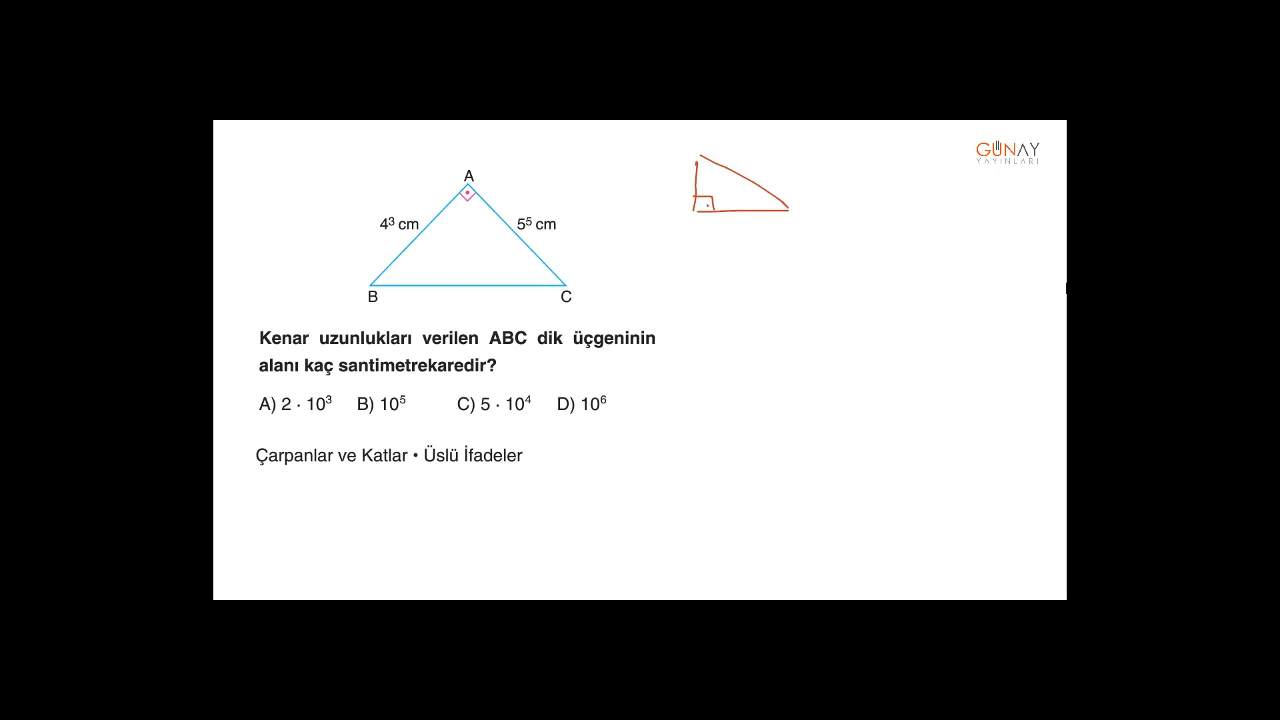 GÜNAY
YAYINLARI
A
4³ cm
5⁵ cm
B
C
Kenar uzunlukları verilen ABC dik üçgeninin
alanı kaç santimetrekaredir?
A) 2 · 10³ B) 10⁵ C) 5 · 10⁴ D) 10⁶
Çarpanlar ve Katlar • Üslü İfadeler